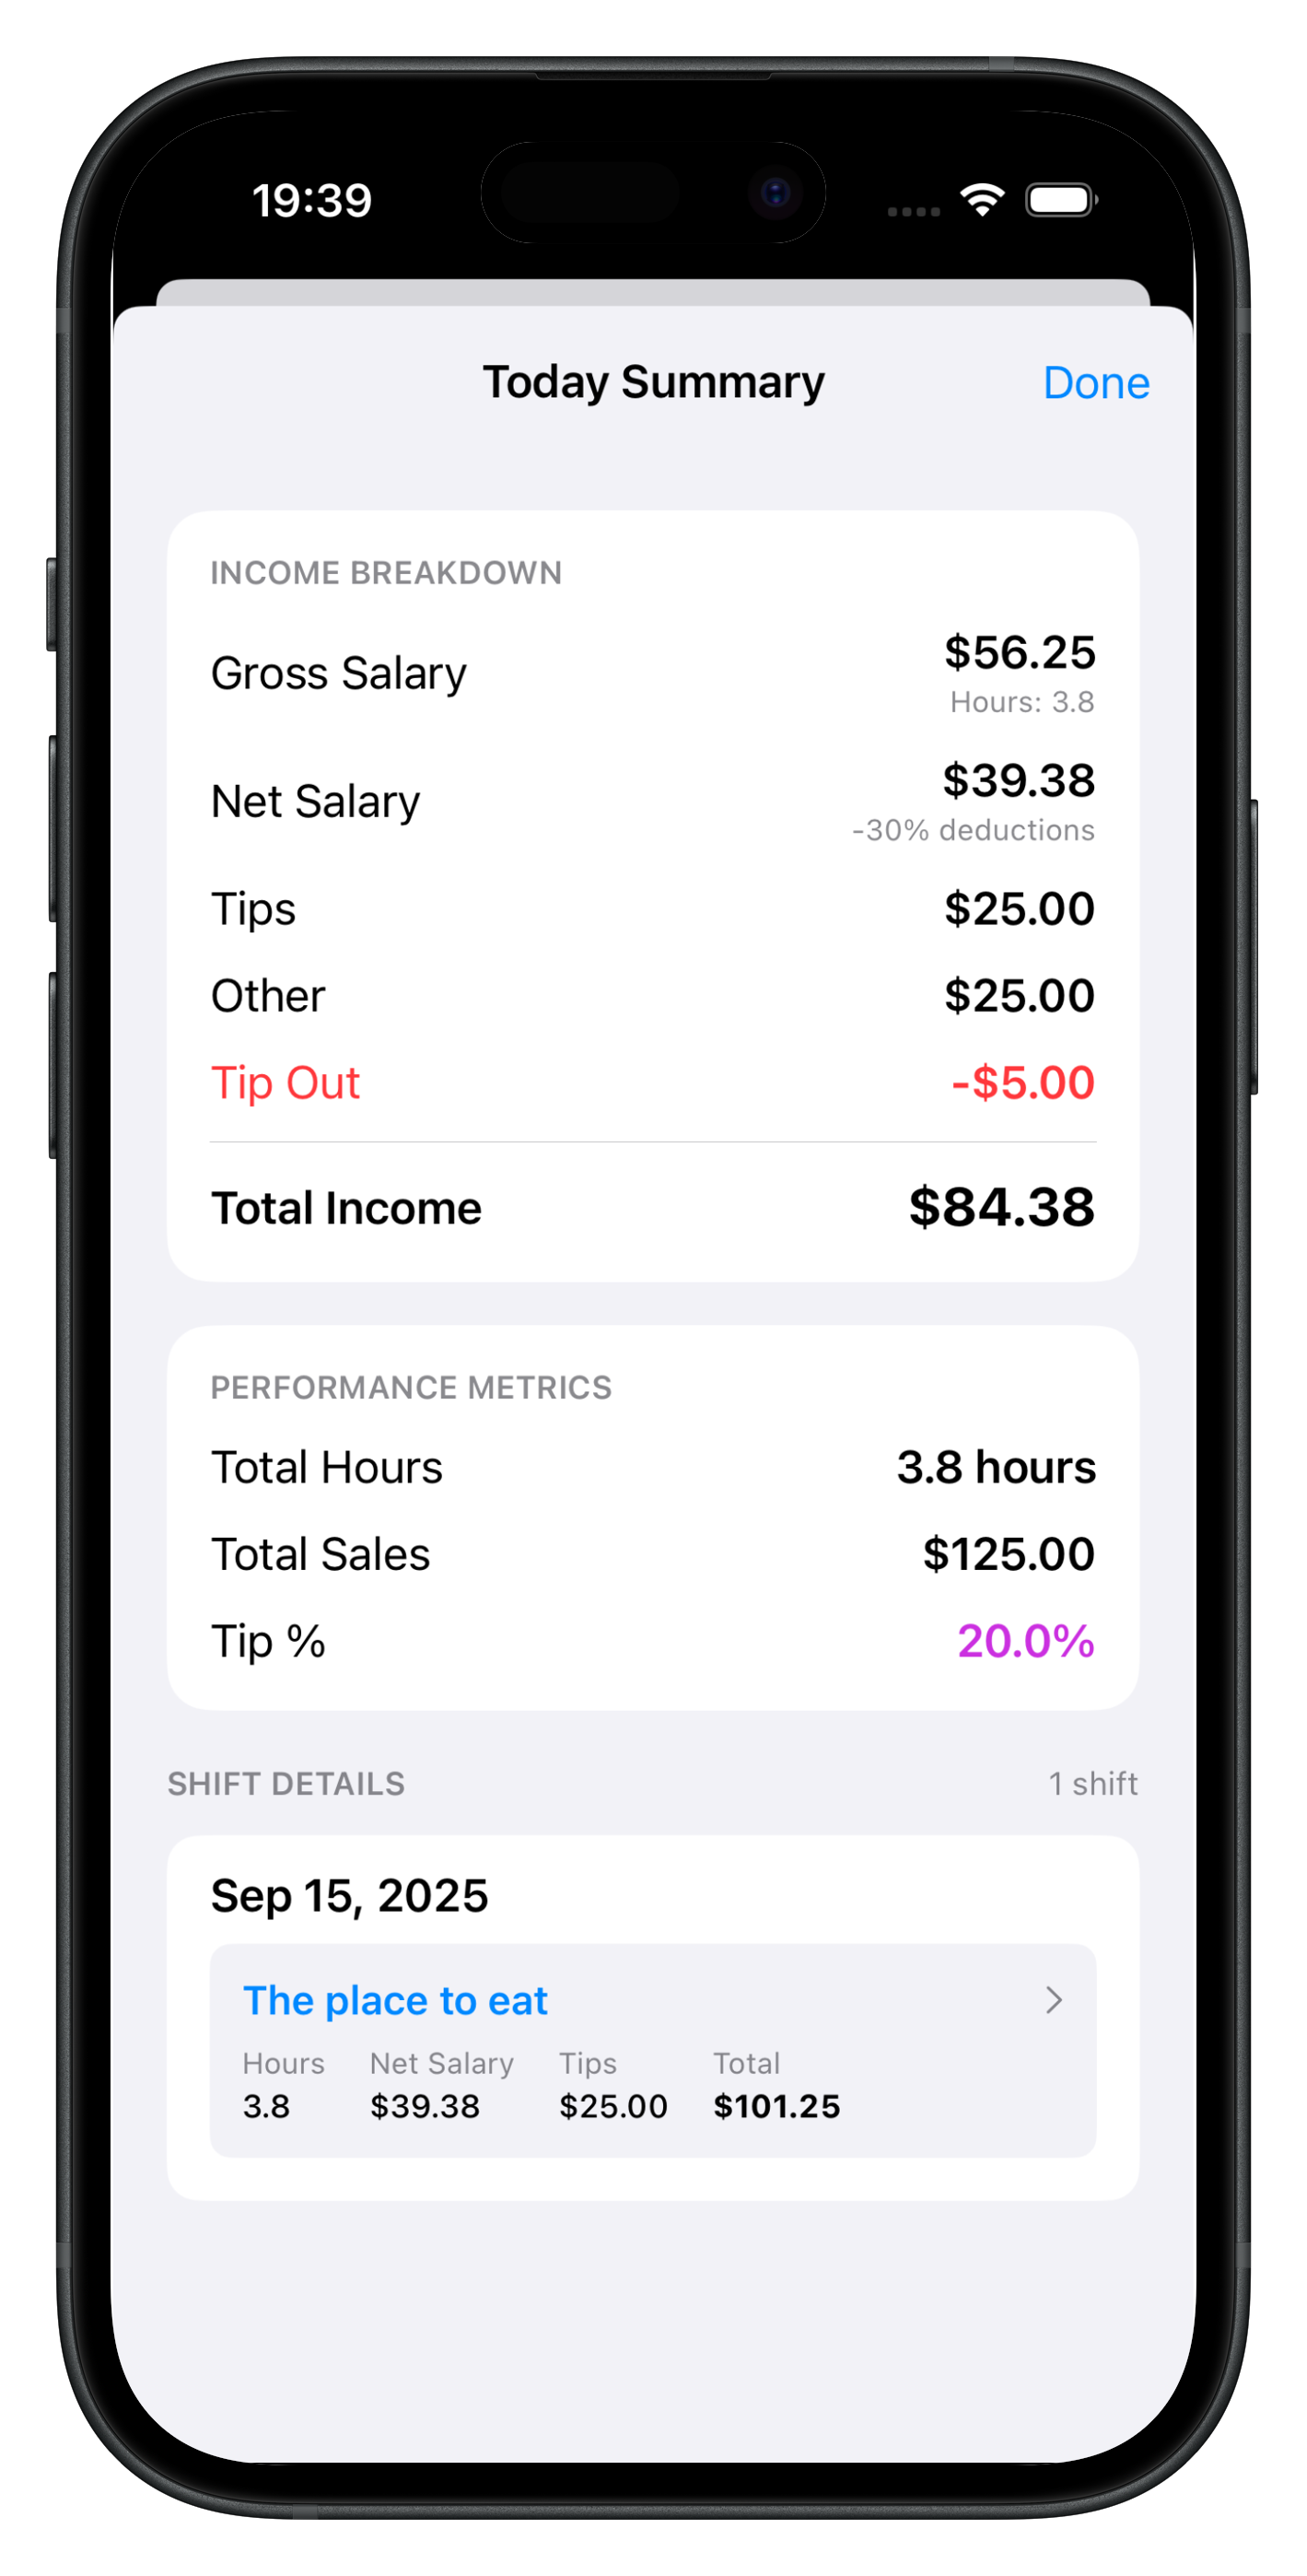 19:39
Today Summary
Done
INCOME BREAKDOWN
Gross Salary
$56.25
Hours: 3.8
Net Salary
$39.38
-30% deductions
Tips
$25.00
Other
$25.00
Tip Out
-$5.00
Total Income
$84.38
PERFORMANCE METRICS
Total Hours
3.8 hours
Total Sales
$125.00
Tip %
20.0%
SHIFT DETAILS
1 shift
Sep 15, 2025
The place to eat
Hours Net Salary Tips Total
3.8 $39.38 $25.00 $101.25